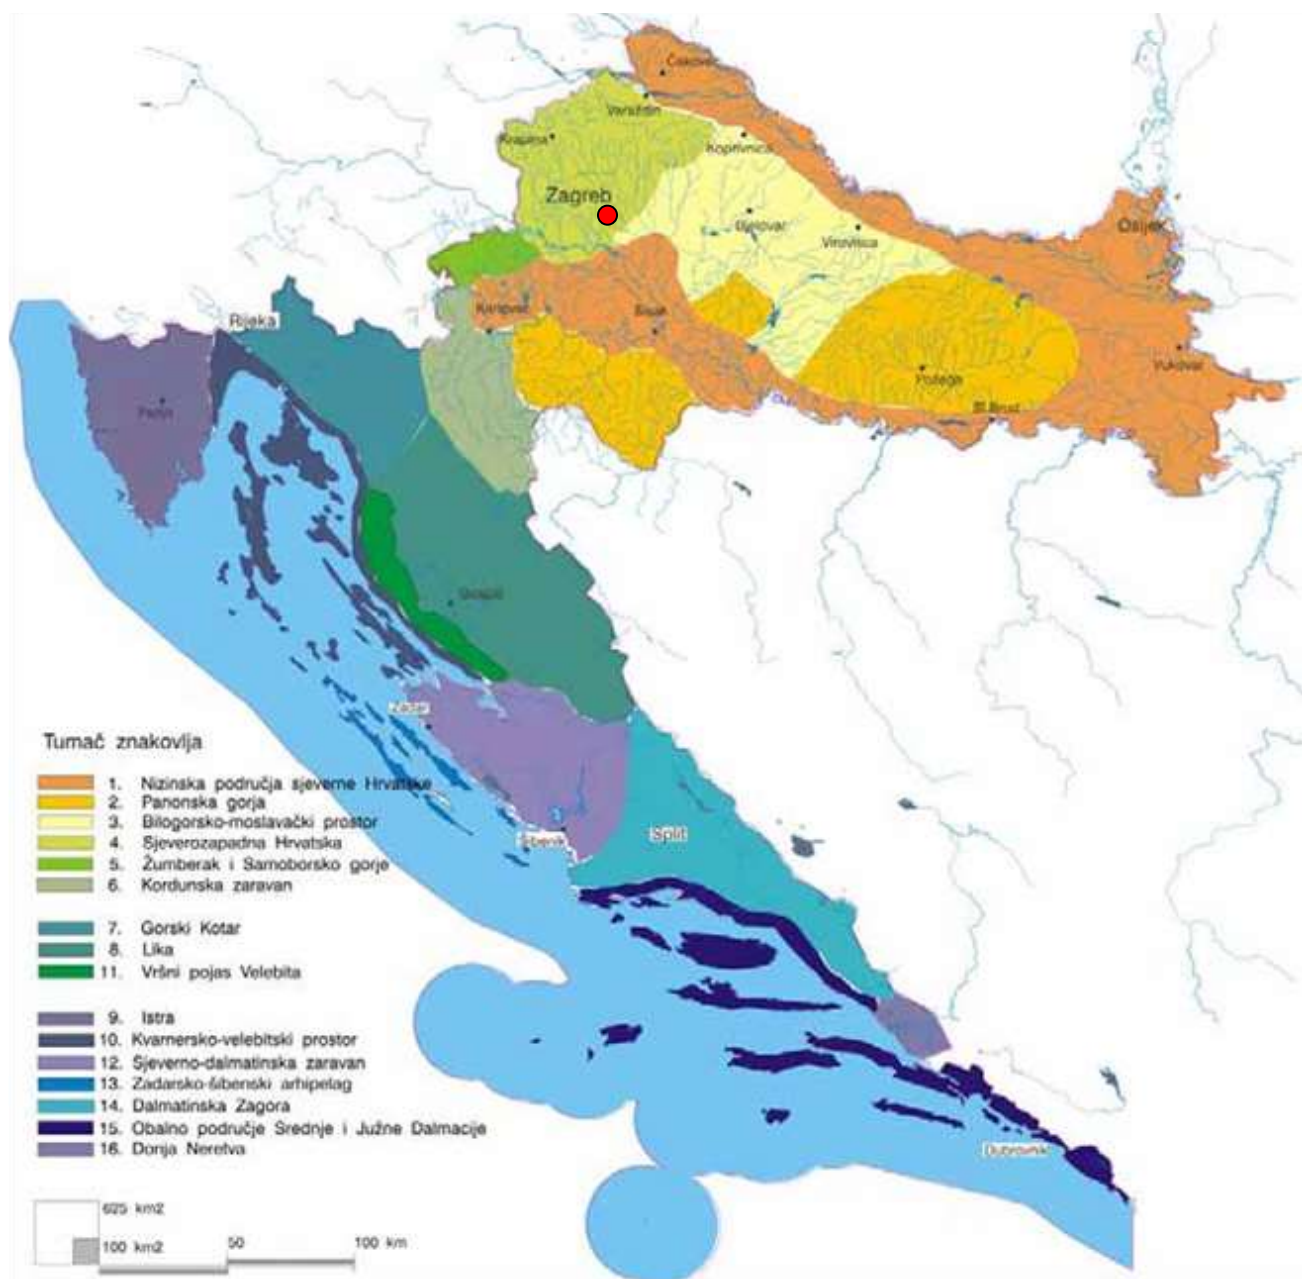 Čakovec
Varaždin
Krapina
Koprivnica
Zagreb
Bjelovar
Virovitica
Osijek
Karlovac
Sisak
Rijeka
Vukovar
Požega
Sl.Brod
Pazin
Gospić
Zadar
Šibenik
Split
Dubrovnik
Tumač znakovlja
1. Nizinska područja sjeverne Hrvatske
2. Panonska gorja
3. Bilogorsko-moslavački prostor
4. Sjeverozapadna Hrvatska
5. Žumberak i Samoborsko gorje
6. Kordunska zaravan
7. Gorski Kotar
8. Lika
11. Vršni pojas Velebita
9. Istra
10. Kvarnersko-velebitski prostor
12. Sjeverno-dalmatinska zaravan
13. Zadarsko-šibenski arhipelag
14. Dalmatinska Zagora
15. Obalno područje Srednje i Južne Dalmacije
16. Donja Neretva
625 km2
100 km2
50
100 km